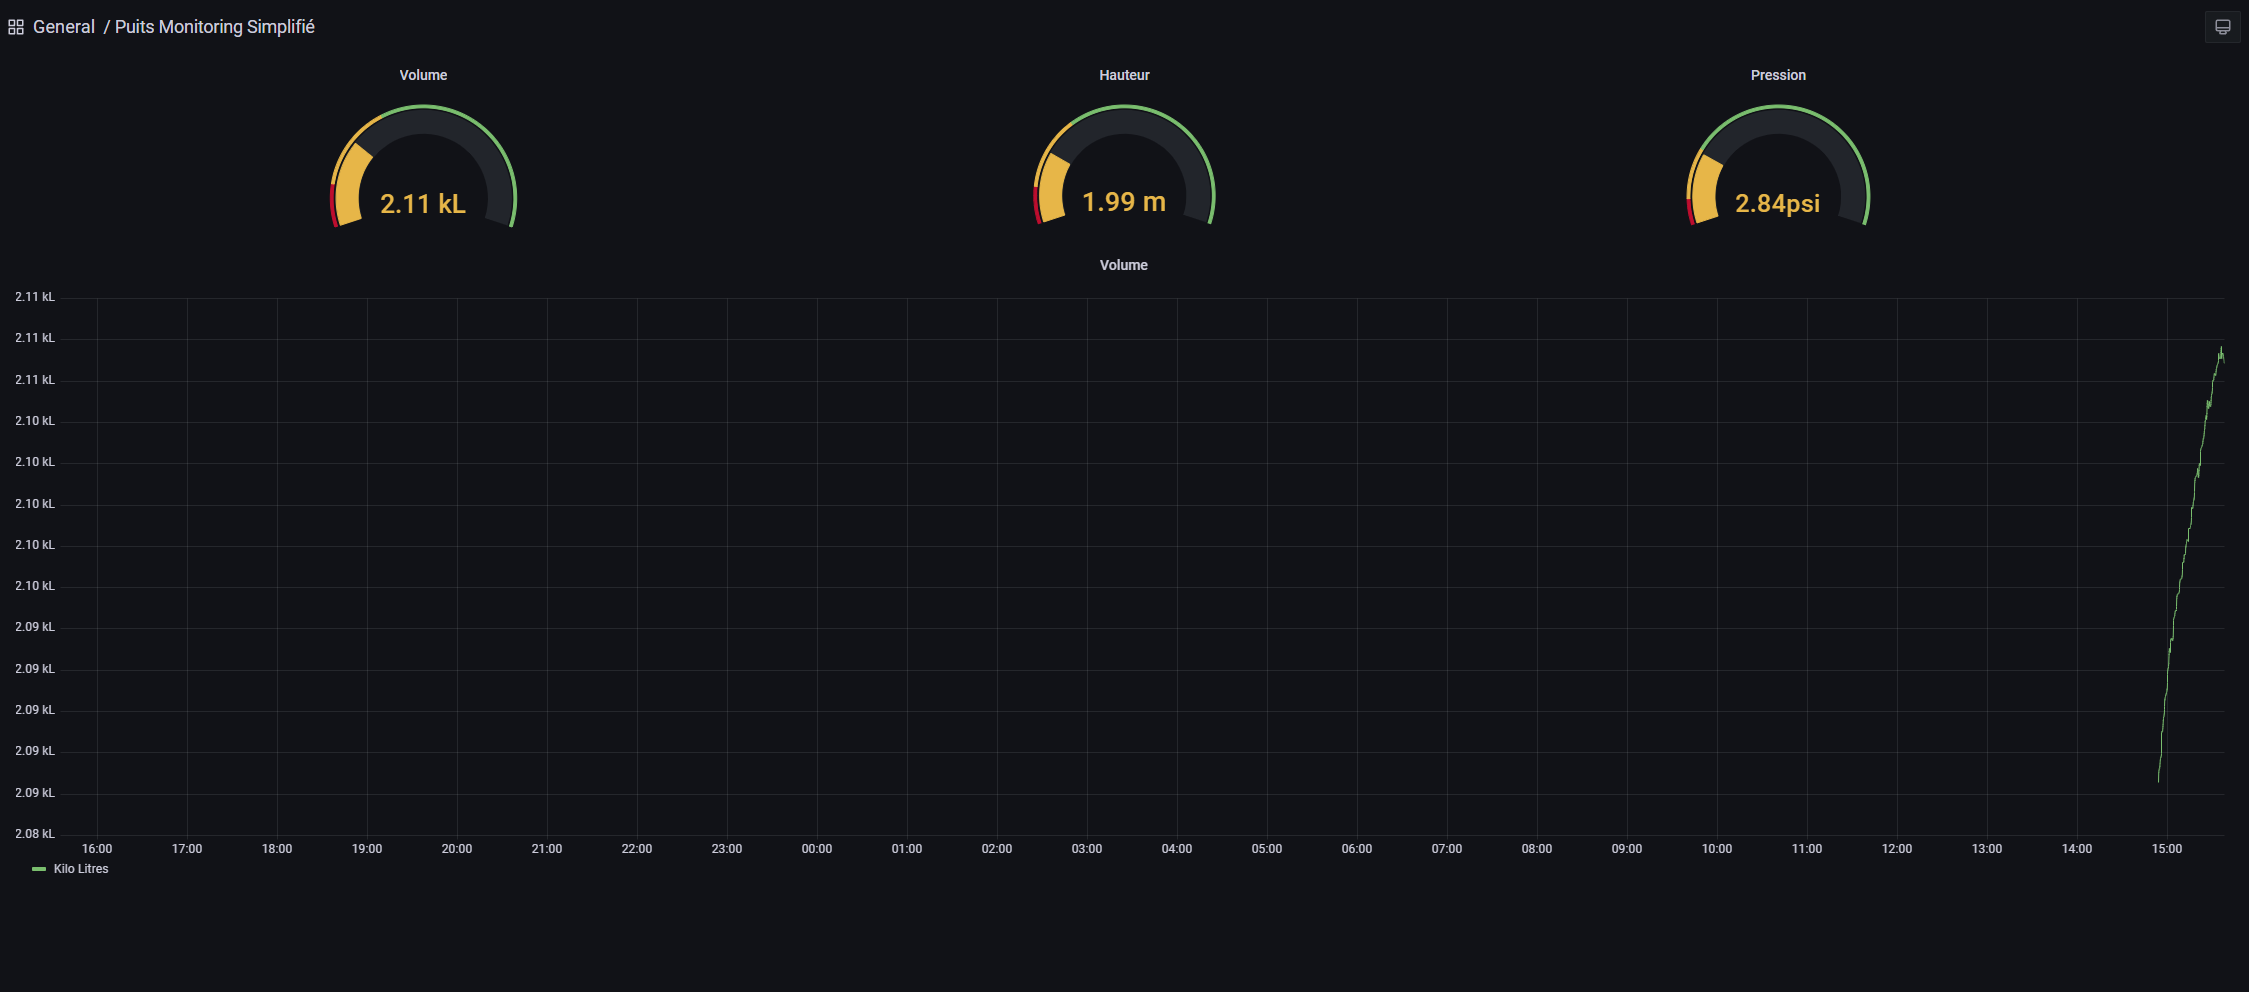 General / Puits Monitoring Simplifié
Volume
2.11 kL
Hauteur
1.99 m
Pression
2.84psi
Volume
2.11 kL
2.11 kL
2.11 kL
2.10 kL
2.10 kL
2.10 kL
2.10 kL
2.10 kL
2.09 kL
2.09 kL
2.09 kL
2.09 kL
2.09 kL
2.08 kL
16:00 17:00 18:00 19:00 20:00 21:00 22:00 23:00 00:00 01:00 02:00 03:00 04:00 05:00 06:00 07:00 08:00 09:00 10:00 11:00 12:00 13:00 14:00 15:00
Kilo Litres